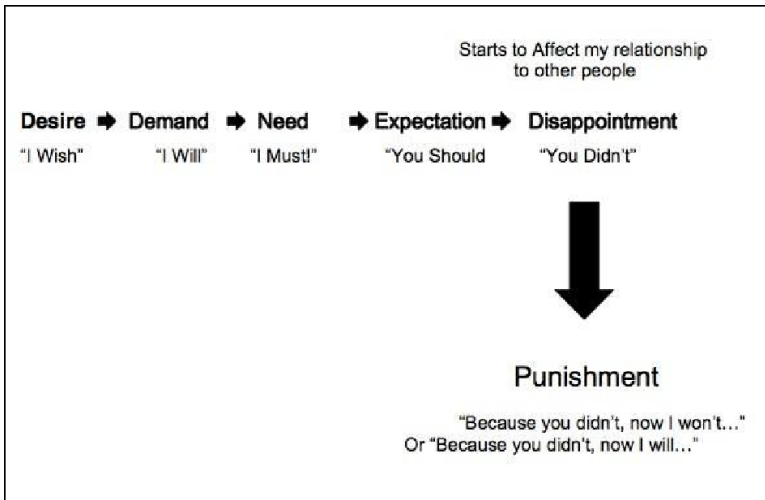 Starts to Affect my relationship
to other people
Desire ➡ Demand ➡ Need ➡ Expectation ➡ Disappointment
"I Wish" "I Will" "I Must!" "You Should "You Didn't"
Punishment
"Because you didn't, now I won't..."
Or "Because you didn't, now I will..."